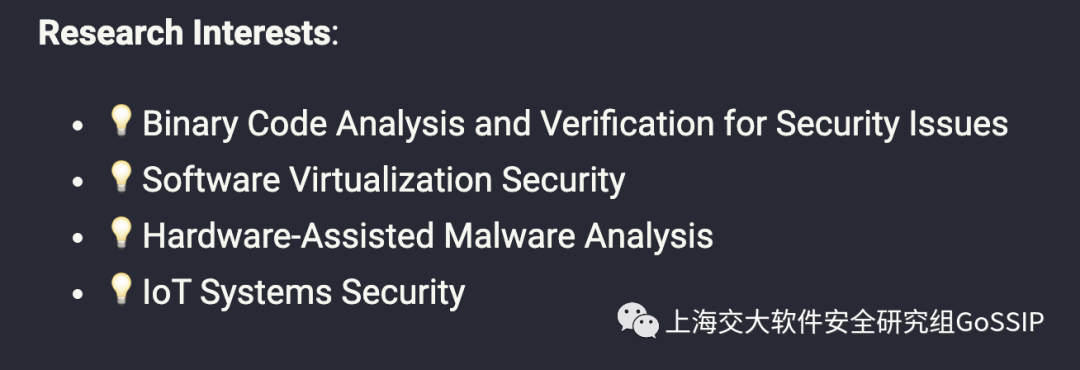 Research Interests:
• 💡 Binary Code Analysis and Verification for Security Issues
• 💡 Software Virtualization Security
• 💡 Hardware-Assisted Malware Analysis
• 💡 IoT Systems Security
上海交大软件安全研究组GoSSIP